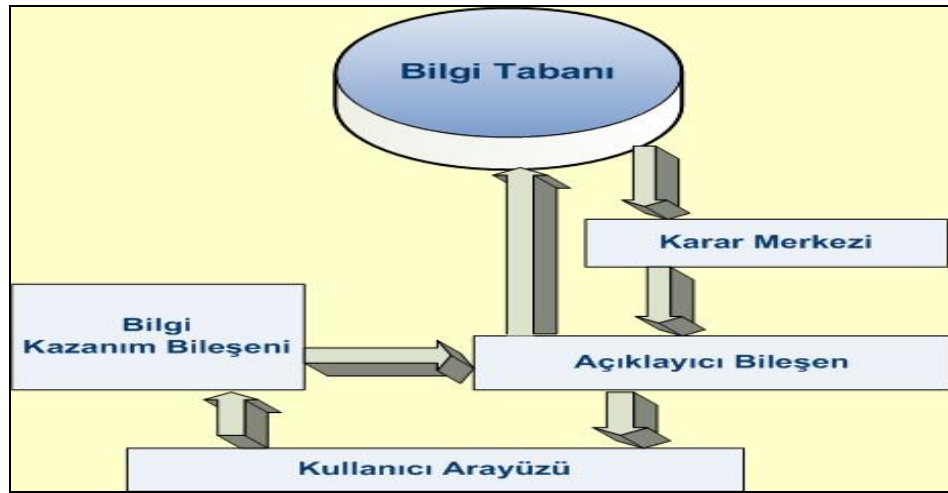 Bilgi Tabanı
Karar Merkezi
Bilgi
Kazanım Bileşeni
Açıklayıcı Bileşen
Kullanıcı Arayüzü